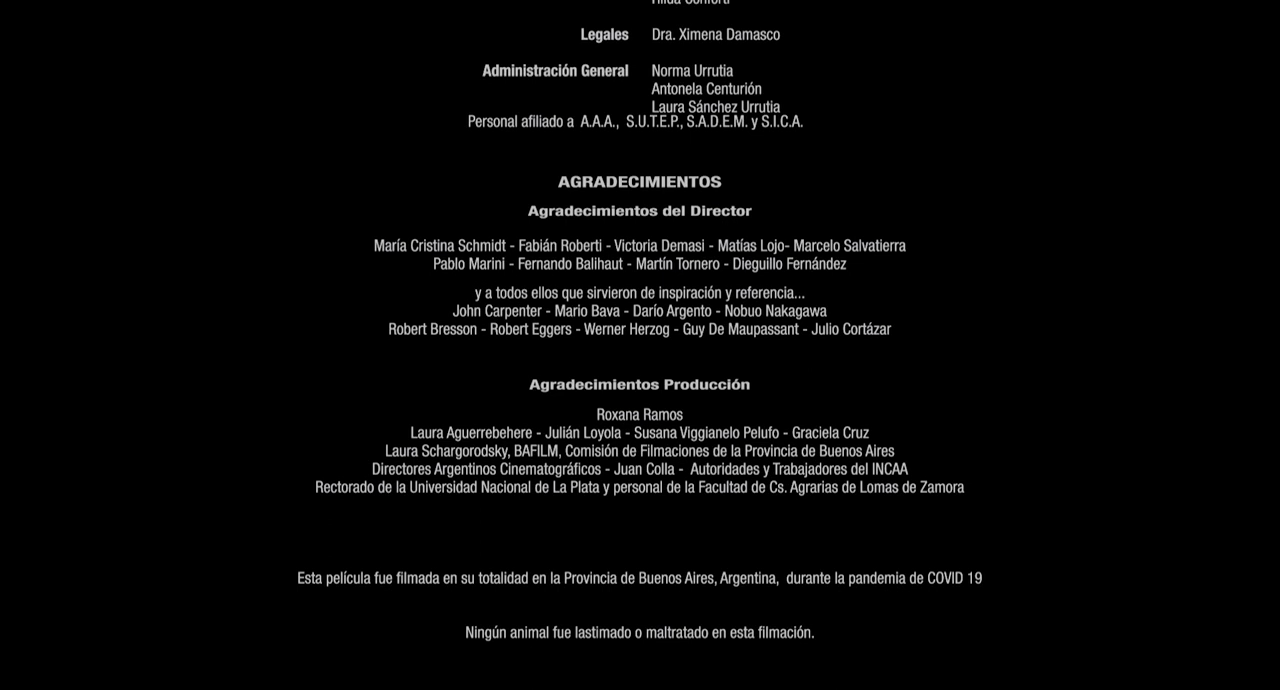 Hilda Conforti
Legales Dra. Ximena Damasco
Administración General Norma Urrutia
Antonela Centurión
Laura Sánchez Urrutia
Personal afiliado a A.A.A., S.U.T.E.P., S.A.D.E.M. y S.I.C.A.
AGRADECIMIENTOS
Agradecimientos del Director
María Cristina Schmidt - Fabián Roberti - Victoria Demasi - Matías Lojo- Marcelo Salvatierra
Pablo Marini - Fernando Balihaut - Martín Tornero - Dieguillo Fernández
y a todos ellos que sirvieron de inspiración y referencia...
John Carpenter - Mario Bava - Darío Argento - Nobuo Nakagawa
Robert Bresson - Robert Eggers - Werner Herzog - Guy De Maupassant - Julio Cortázar
Agradecimientos Producción
Roxana Ramos
Laura Aguerrebehere - Julián Loyola - Susana Viggianelo Pelufo - Graciela Cruz
Laura Schargorodsky, BAFILM, Comisión de Filmaciones de la Provincia de Buenos Aires
Directores Argentinos Cinematográficos - Juan Colla - Autoridades y Trabajadores del INCAA
Rectorado de la Universidad Nacional de La Plata y personal de la Facultad de Cs. Agrarias de Lomas de Zamora
Esta película fue filmada en su totalidad en la Provincia de Buenos Aires, Argentina, durante la pandemia de COVID 19
Ningún animal fue lastimado o maltratado en esta filmación.